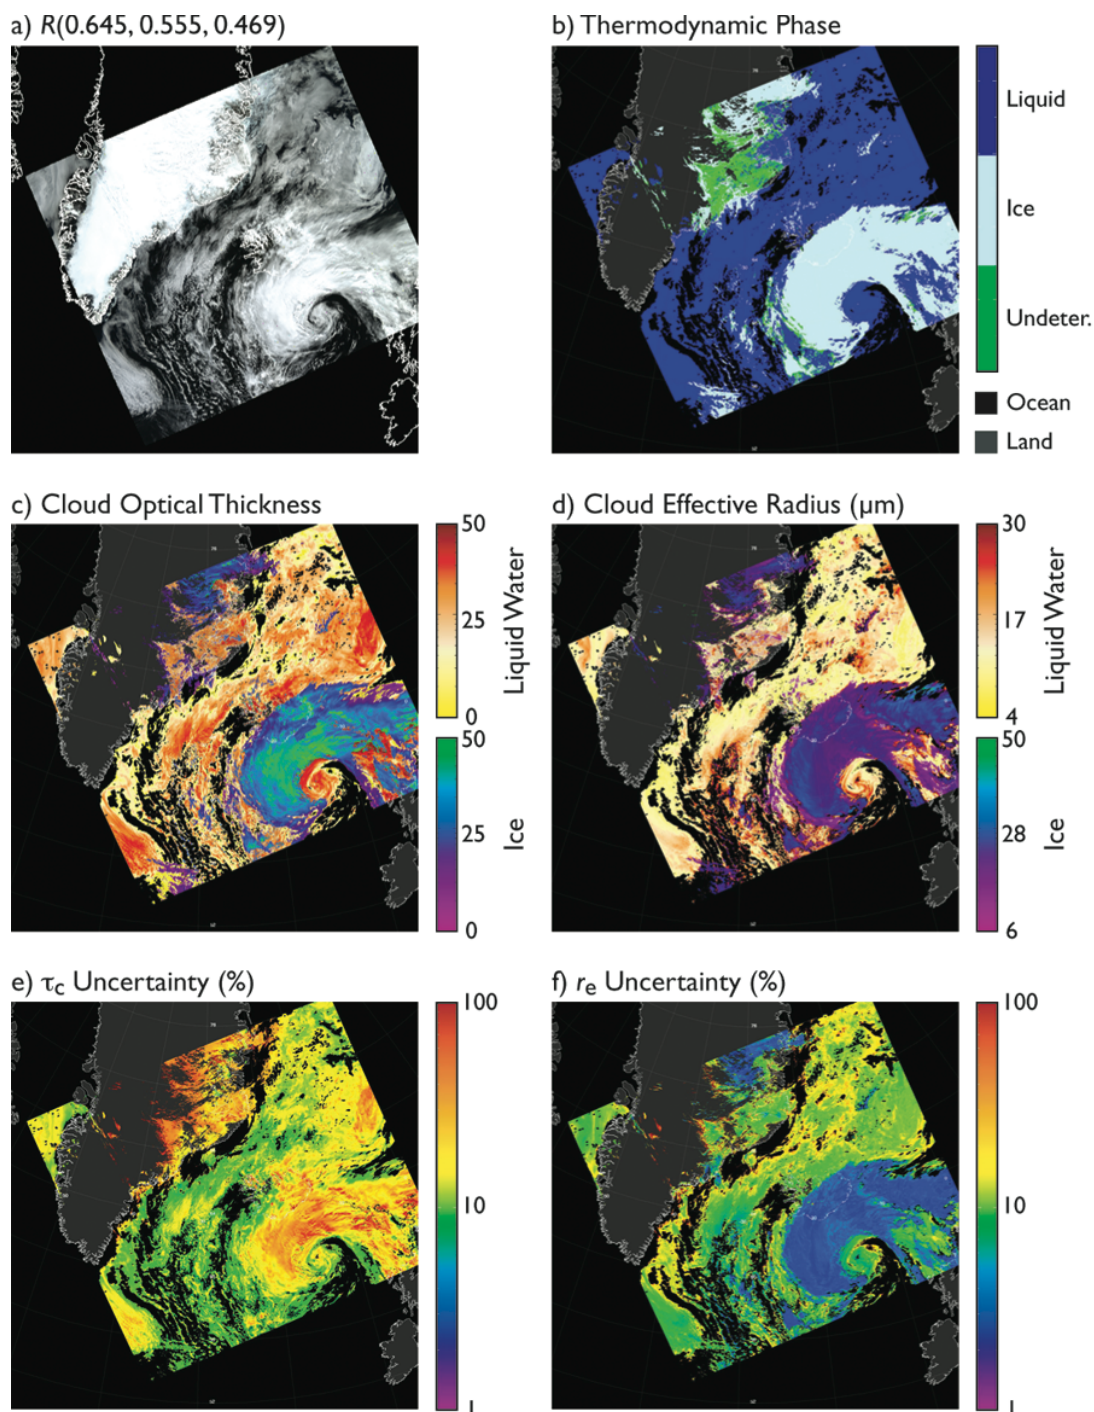 a) R(0.645, 0.555, 0.469)
b) Thermodynamic Phase
Liquid
Ice
Undeter.
Ocean
Land
c) Cloud Optical Thickness
50
25
0
Liquid Water
50
25
0
Ice
d) Cloud Effective Radius (µm)
30
17
4
Liquid Water
50
28
6
Ice
e) τc Uncertainty (%)
100
10
1
f) re Uncertainty (%)
100
10
1